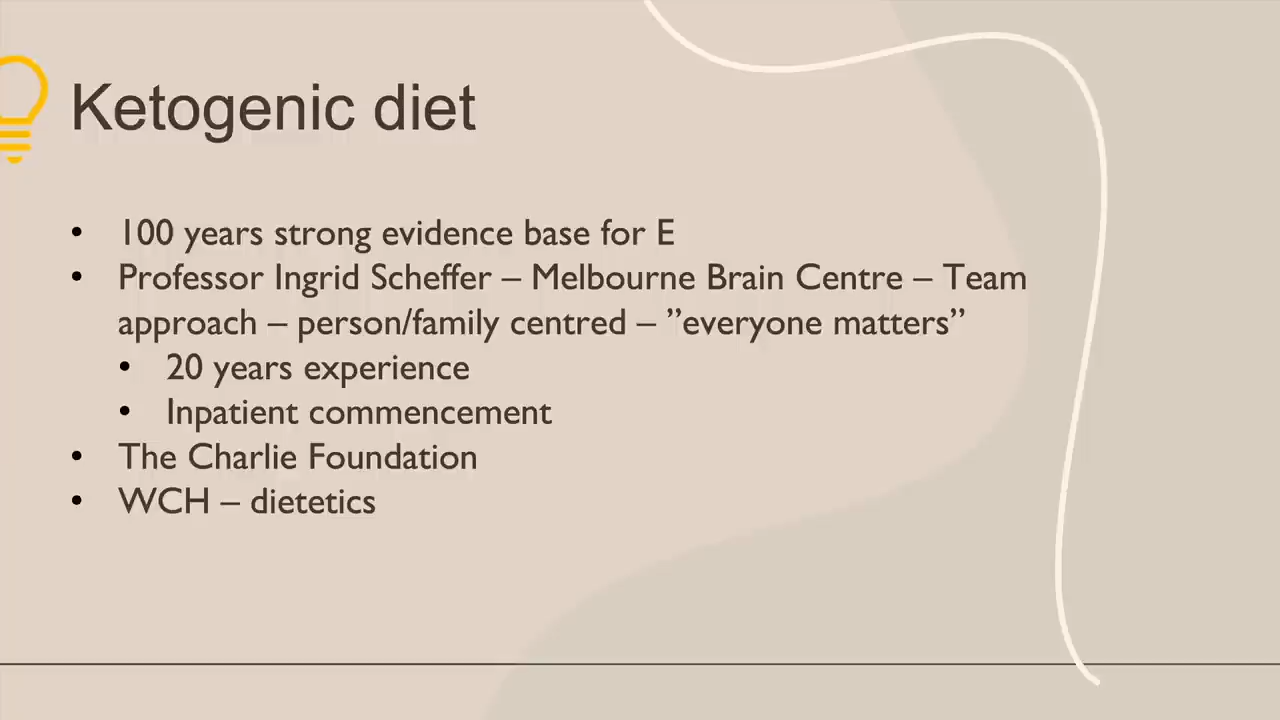 Ketogenic diet
• 100 years strong evidence base for E
• Professor Ingrid Scheffer – Melbourne Brain Centre – Team
approach – person/family centred – ”everyone matters”
• 20 years experience
• Inpatient commencement
• The Charlie Foundation
• WCH – dietetics